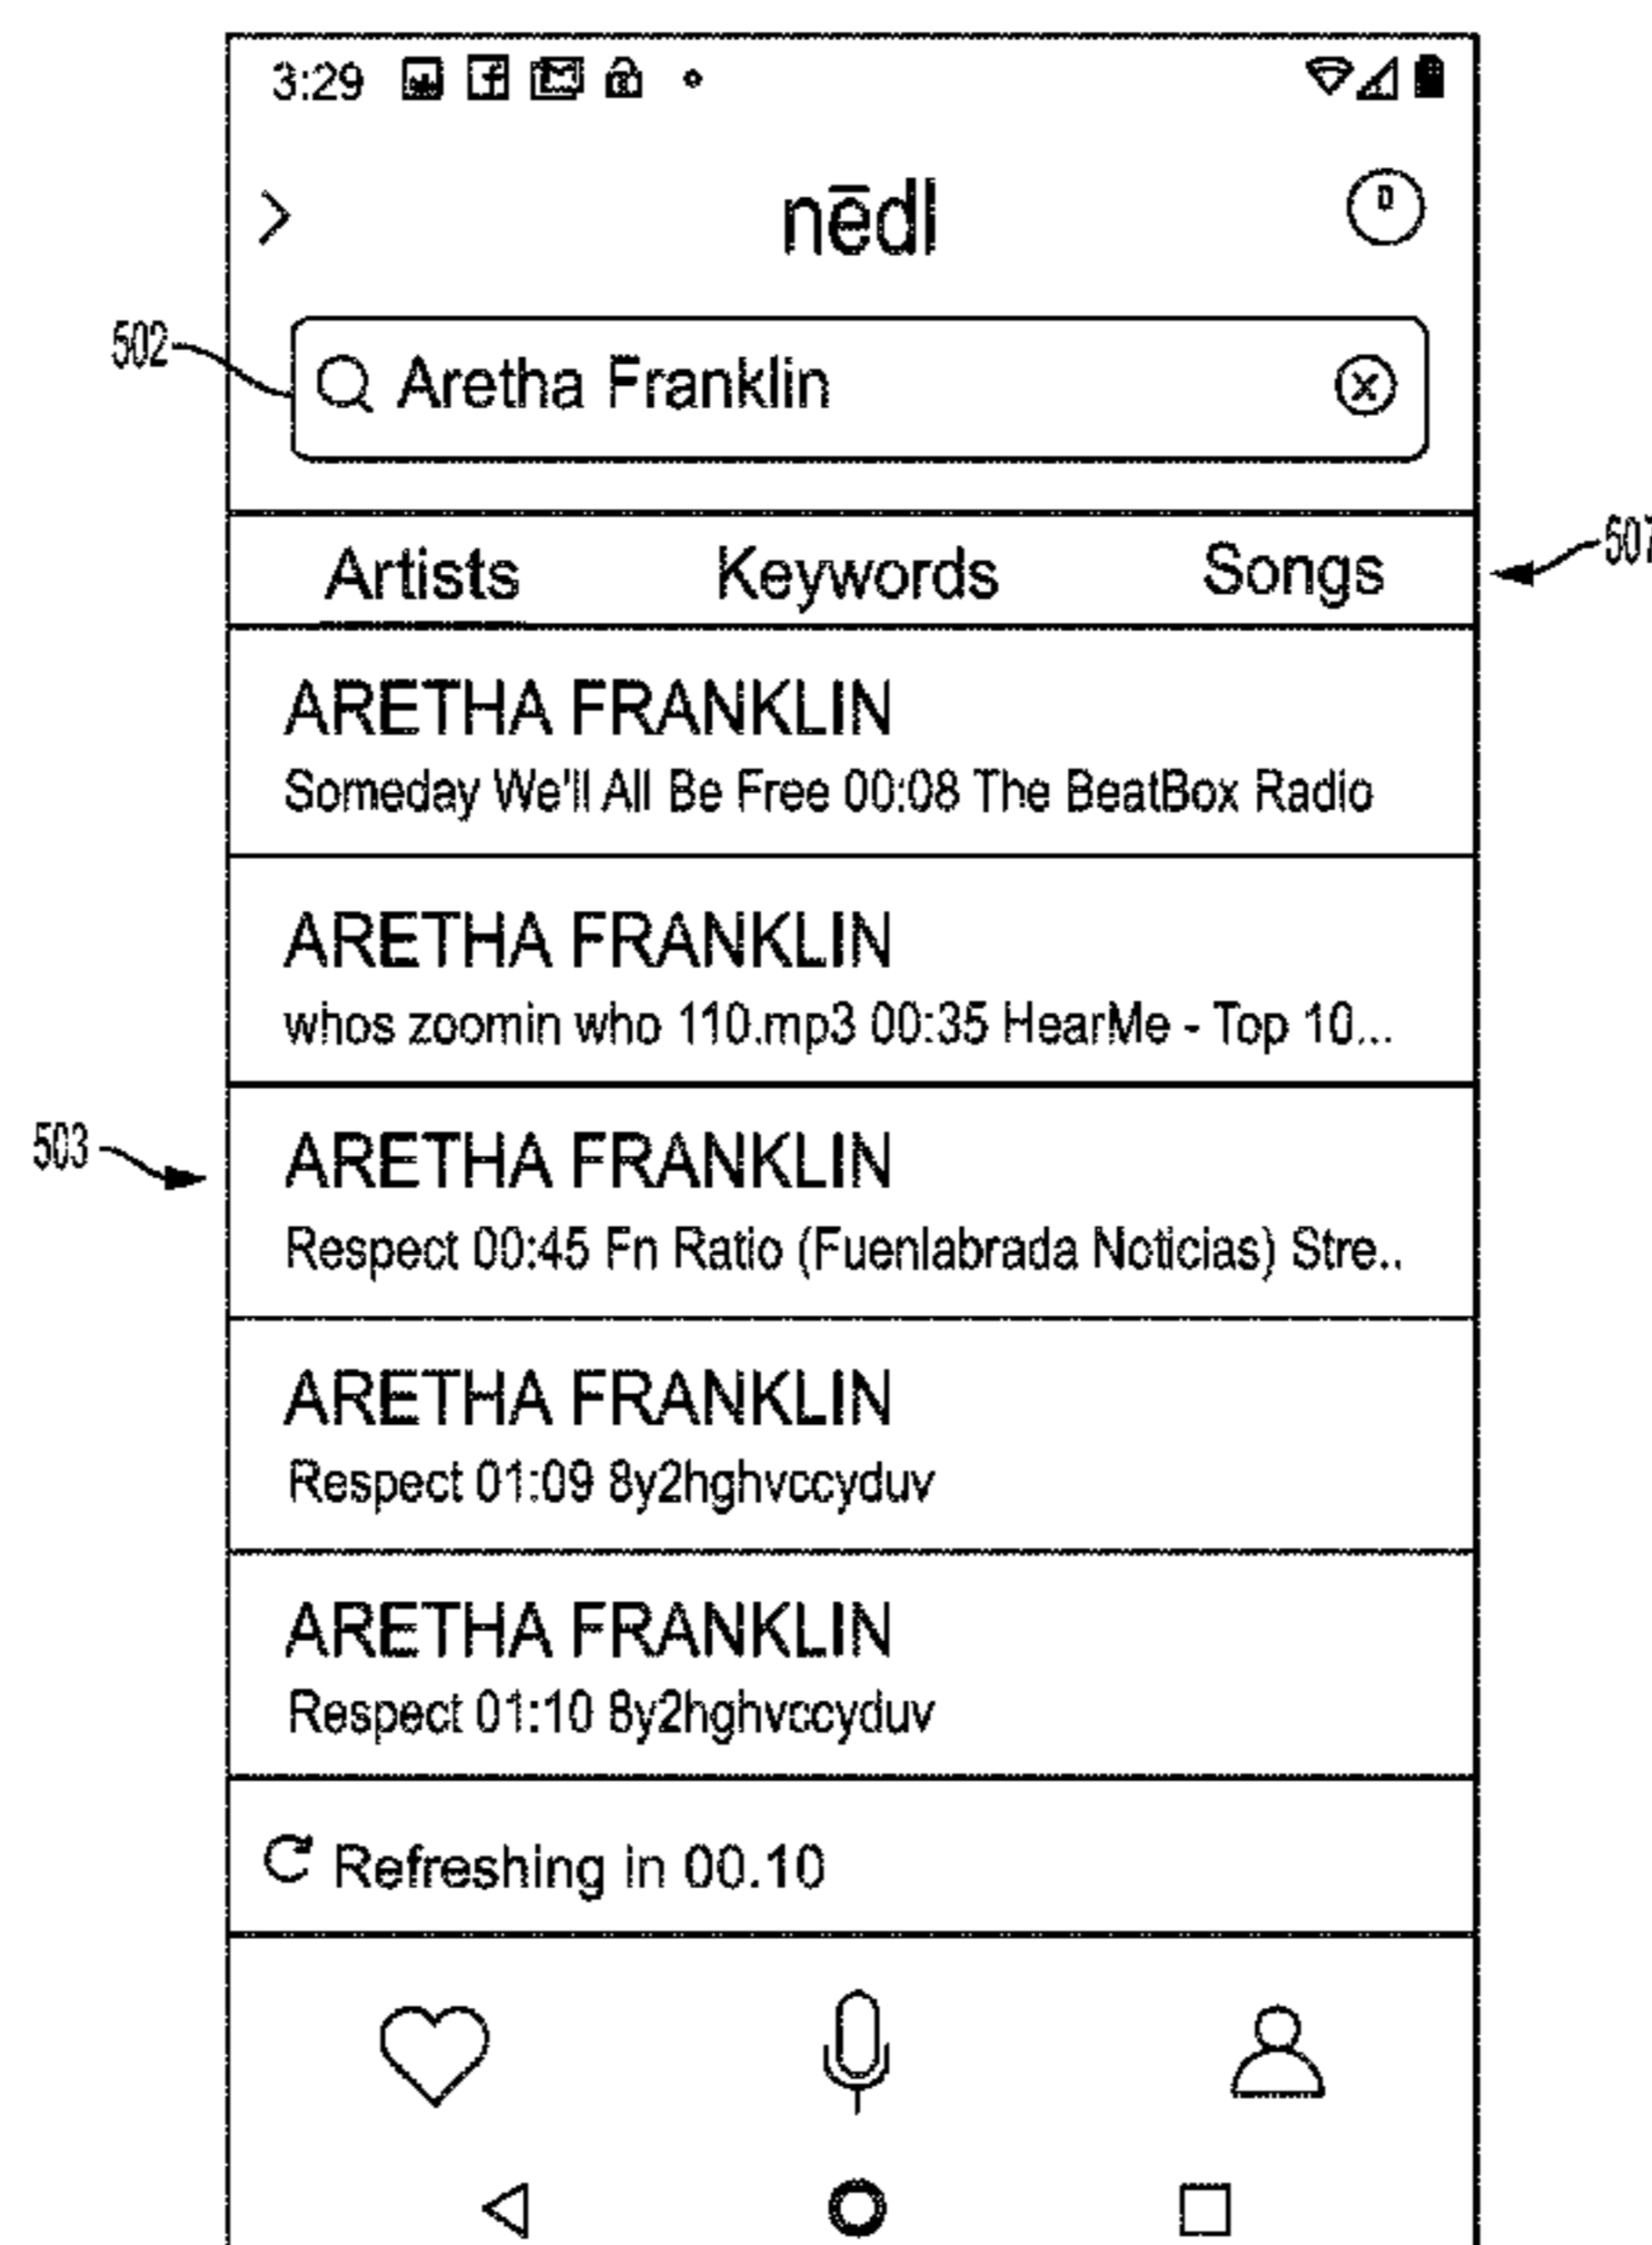 3:29
nēdl
502
Aretha Franklin
Artists Keywords Songs
607
ARETHA FRANKLIN
Someday We'll All Be Free 00:08 The BeatBox Radio
ARETHA FRANKLIN
whos zoomin who 110.mp3 00:35 HearMe - Top 10...
503
ARETHA FRANKLIN
Respect 00:45 Fn Ratio (Fuenlabrada Noticias) Stre..
ARETHA FRANKLIN
Respect 01:09 8y2hghvccyduv
ARETHA FRANKLIN
Respect 01:10 8y2hghvccyduv
Refreshing in 00.10